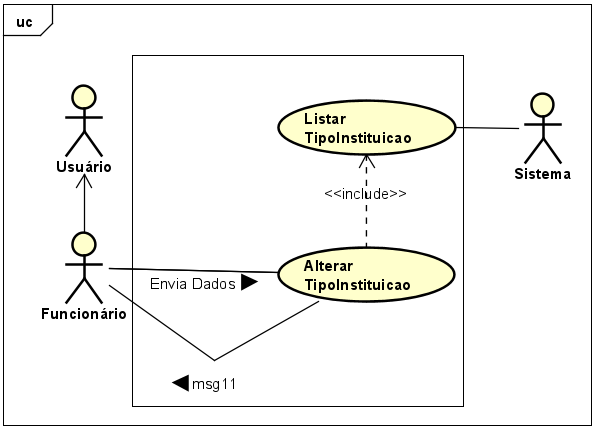 uc
Listar
TipoInstituicao
Usuário
Sistema
<<include>>
Alterar
TipoInstituicao
Envia Dados
Funcionário
msg11